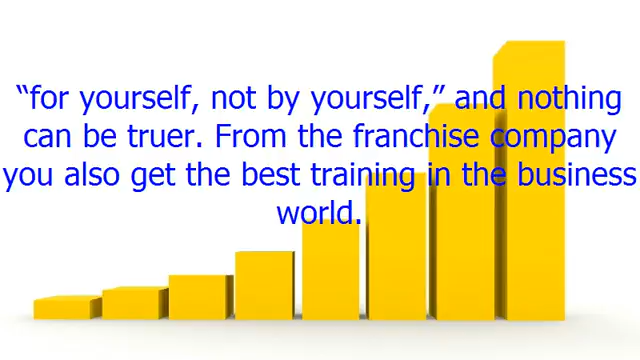 “for yourself, not by yourself,” and nothing
can be truer. From the franchise company
you also get the best training in the business
world.